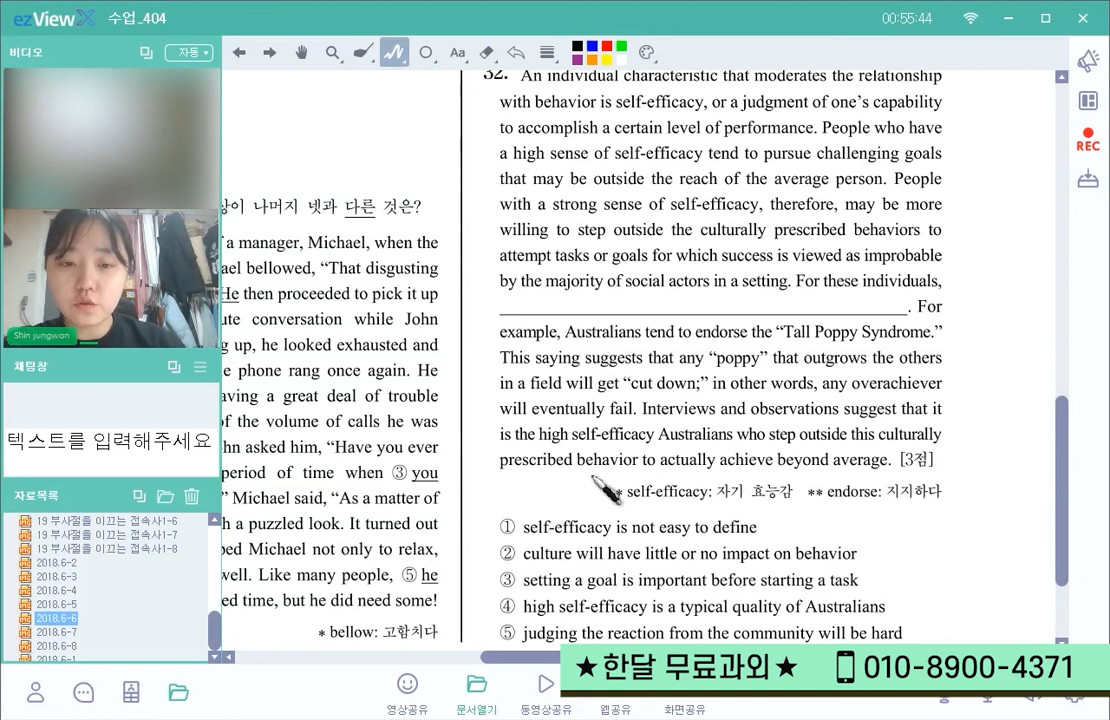 ezViewX 수업_404
00:55:44
비디오
자동
Aa
32. An individual characteristic that moderates the relationship
with behavior is self-efficacy, or a judgment of one's capability
to accomplish a certain level of performance. People who have
a high sense of self-efficacy tend to pursue challenging goals
that may be outside the reach of the average person. People
with a strong sense of self-efficacy, therefore, may be more
willing to step outside the culturally prescribed behaviors to
attempt tasks or goals for which success is viewed as improbable
by the majority of social actors in a setting. For these individuals,
. For
example, Australians tend to endorse the “Tall Poppy Syndrome.”
This saying suggests that any “poppy” that outgrows the others
in a field will get “cut down;” in other words, any overachiever
will eventually fail. Interviews and observations suggest that it
is the high self-efficacy Australians who step outside this culturally
prescribed behavior to actually achieve beyond average. [3점]
* self-efficacy: 자기 효능감 ** endorse: 지지하다
① self-efficacy is not easy to define
② culture will have little or no impact on behavior
③ setting a goal is important before starting a task
④ high self-efficacy is a typical quality of Australians
⑤ judging the reaction from the community will be hard
이 나머지 넷과 다른 것은?
a manager, Michael, when the
ael bellowed, “That disgusting
He then proceeded to pick it up
ute conversation while John
g up, he looked exhausted and
e phone rang once again. He
aving a great deal of trouble
of the volume of calls he was
hn asked him, “Have you ever
period of time when ③ you
” Michael said, “As a matter of
h a puzzled look. It turned out
ped Michael not only to relax,
well. Like many people, ⑤ he
ed time, but he did need some!
* bellow: 고함치다
REC
Shin jungwon
채팅창
텍스트를 입력해주세요
자료목록
19 부사절을 이끄는 접속사1-6
19 부사절을 이끄는 접속사1-7
19 부사절을 이끄는 접속사1-8
2018.6-2
2018.6-3
2018.6-4
2018.6-5
2018.6-6
2018.6-7
2018.6-8
★한달 무료과외★ 010-8900-4371
영상공유
문서열기
동영상공유
웹공유
화면공유